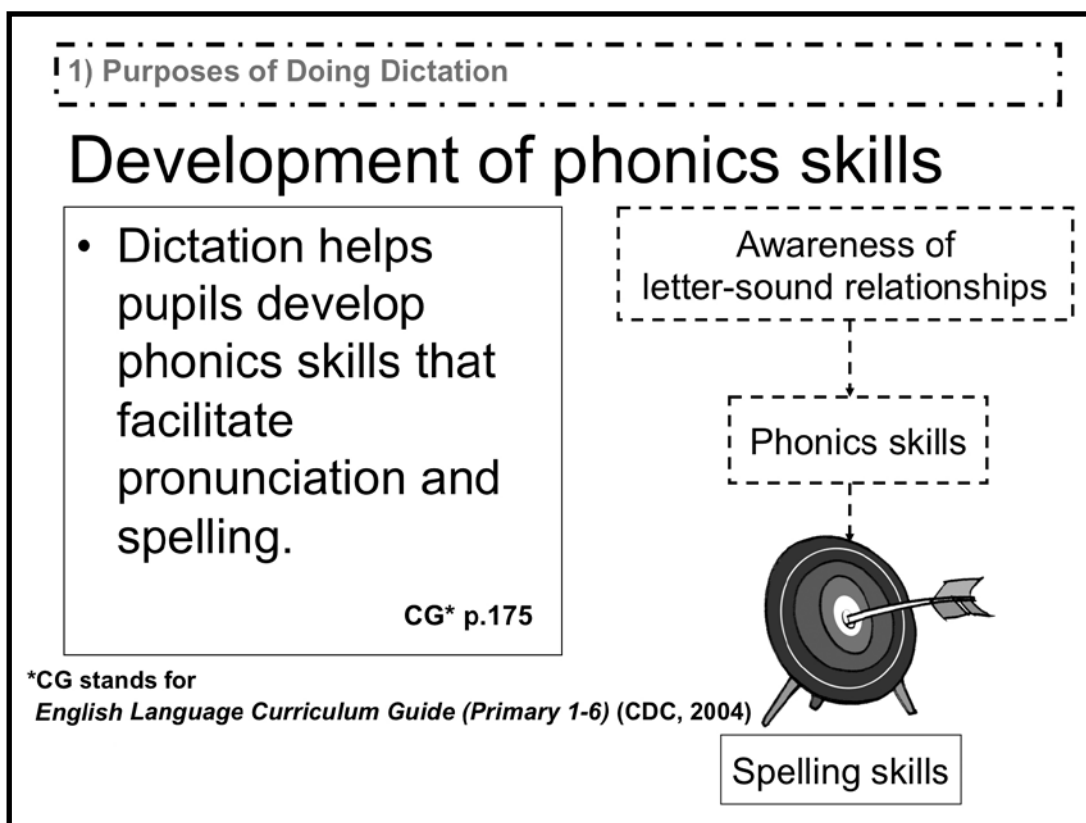 1) Purposes of Doing Dictation
Development of phonics skills
• Dictation helps
pupils develop
phonics skills that
facilitate
pronunciation and
spelling.
CG* p.175
*CG stands for
English Language Curriculum Guide (Primary 1-6) (CDC, 2004)
Awareness of
letter-sound relationships
Phonics skills
Spelling skills